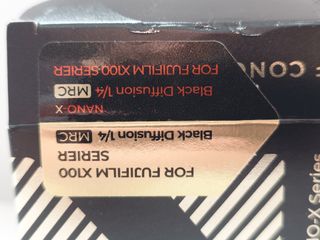 FOR FUJIFILM X100
SERIER
Black Diffusion 1/4 MRC
NANO-X
Black Diffusion 1/4 MRC
FOR FUJIFILM X100 SERIER
F CONC
o-X Series